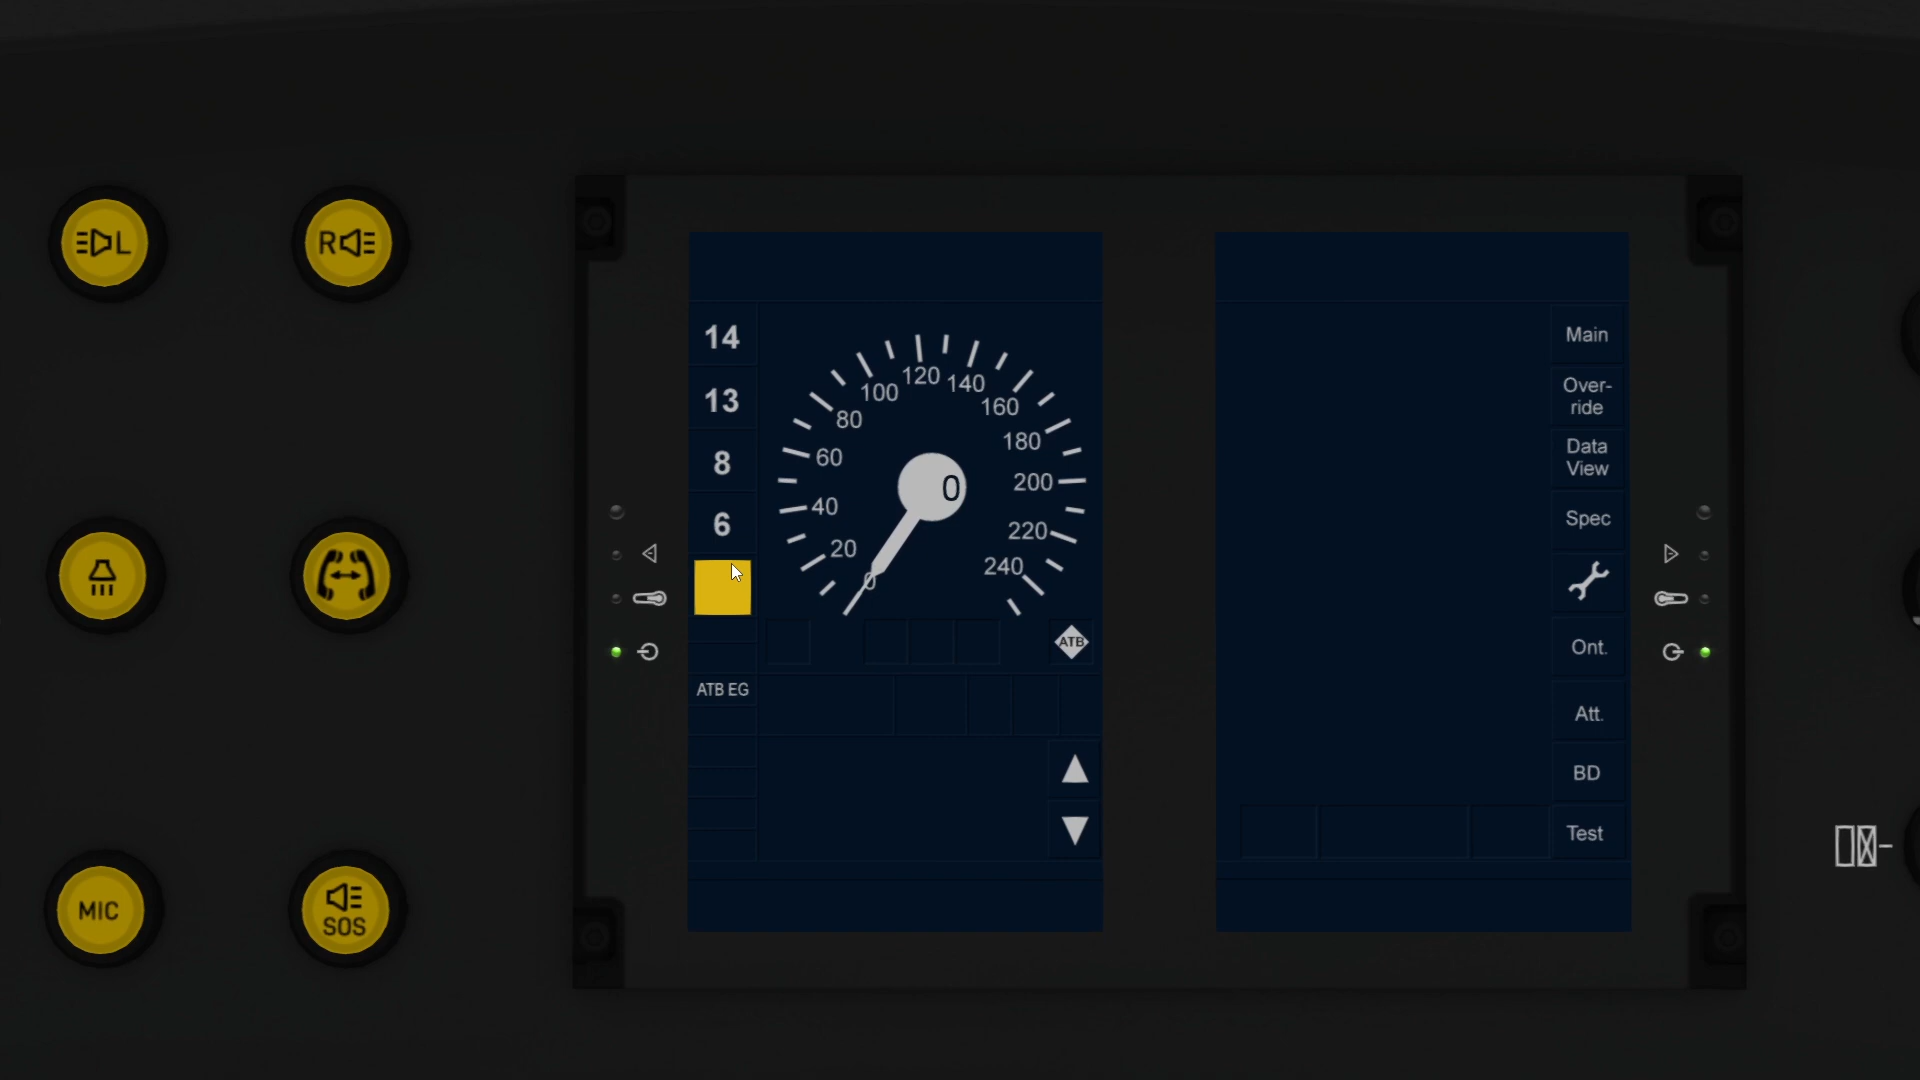 L
R
MIC
SOS
14
13
8
6
ATB EG
0
20
40
60
80
100
120
140
160
180
200
220
240
0
ATB
Main
Over-
ride
Data
View
Spec
Ont.
Att.
BD
Test